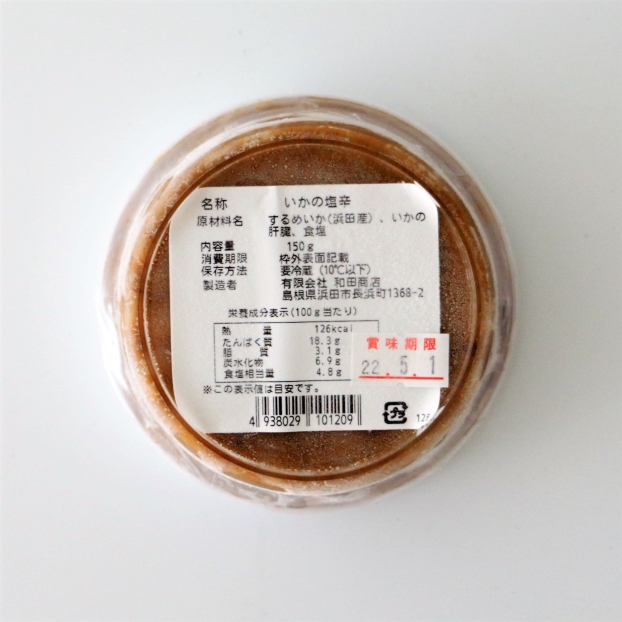 名称 いかの塩辛
原材料名 するめいか(浜田産)、いかの
肝臓、食塩
内容量 150g
消費期限 枠外表面記載
保存方法 要冷蔵(10℃以下)
製造者 有限会社 和田商店
島根県浜田市長浜町1368-2
栄養成分表示(100g当たり)
熱量 126kcal
たんぱく質 18.3g
脂質 3.1g
炭水化物 6.9g
食塩相当量 4.8g
※この表示値は目安です。
賞味期限
22.5.1
4 938029 101209
プラ